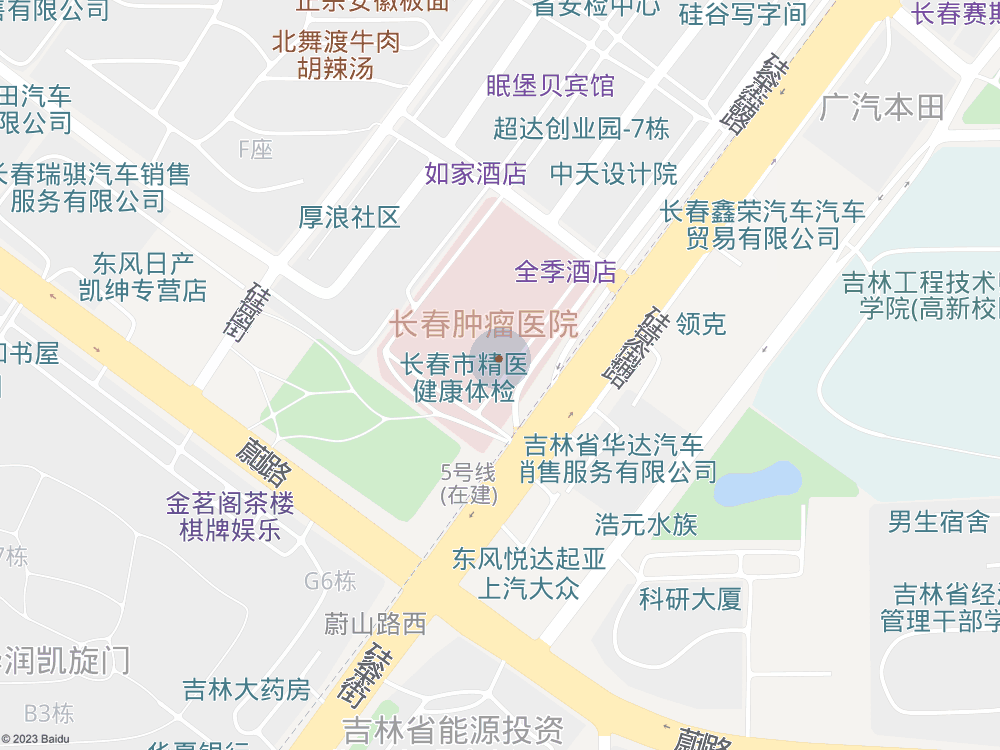 售有限公司
正宗安徽板面
省安检中心
硅谷写字间
长春赛斯
北舞渡牛肉
胡辣汤
田汽车
限公司
眠堡贝宾馆
广汽本田
超达创业园-7栋
F座
长春瑞骐汽车销售
服务有限公司
如家酒店
中天设计院
厚浪社区
长春鑫荣汽车汽车
贸易有限公司
东风日产
凯绅专营店
全季酒店
吉林工程技术
学院(高新校
长春肿瘤医院
领克
和书屋
司
长春市精医
健康体检
吉林省华达汽车
销售服务有限公司
蔚山路
5号线
(在建)
金茗阁茶楼
棋牌娱乐
浩元水族
男生宿舍
7栋
东风悦达起亚
上汽大众
G6栋
科研大厦
吉林省经济
管理干部学
蔚山路西
华润凯旋门
吉林大药房
B3栋
吉林省能源投资
华夏银行
© 2023 Baidu